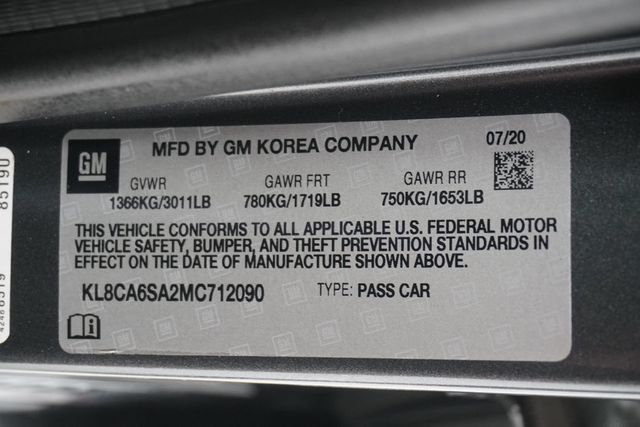 GM
MFD BY GM KOREA COMPANY 07/20
GVWR GAWR FRT GAWR RR
1366KG/3011LB 780KG/1719LB 750KG/1653LB
THIS VEHICLE CONFORMS TO ALL APPLICABLE U.S. FEDERAL MOTOR
VEHICLE SAFETY, BUMPER, AND THEFT PREVENTION STANDARDS IN
EFFECT ON THE DATE OF MANUFACTURE SHOWN ABOVE.
KL8CA6SA2MC712090 TYPE: PASS CAR
85190